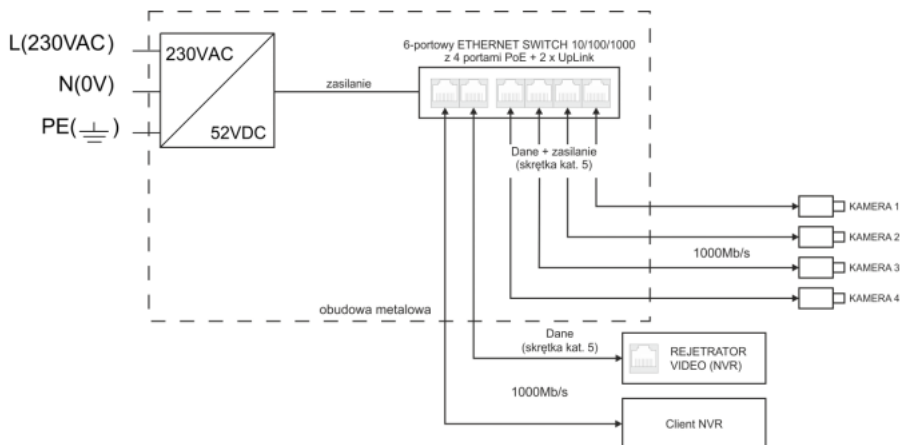 L(230VAC)
N(0V)
PE( )
230VAC
52VDC
zasilanie
6-portowy ETHERNET SWITCH 10/100/1000
z 4 portami PoE + 2 x UpLink
Dane + zasilanie
(skrętka kat. 5)
KAMERA 1
KAMERA 2
1000Mb/s
KAMERA 3
KAMERA 4
obudowa metalowa
Dane
(skrętka kat. 5)
REJETRATOR
VIDEO (NVR)
1000Mb/s
Client NVR